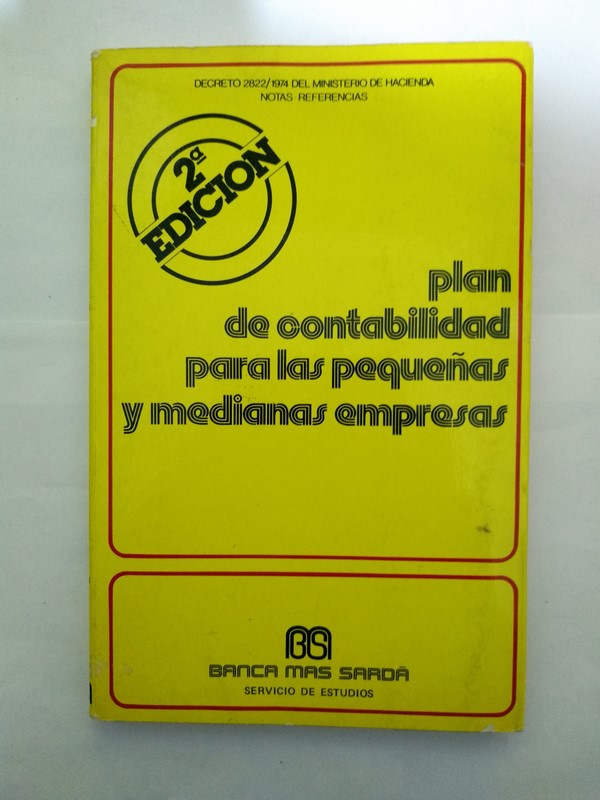 DECRETO 2822/1974 DEL MINISTERIO DE HACIENDA
NOTAS REFERENCIAS
2ª
EDICION
plan
de contabilidad
para las pequeñas
y medianas empresas
BS
BANCA MAS SARDÁ
SERVICIO DE ESTUDIOS